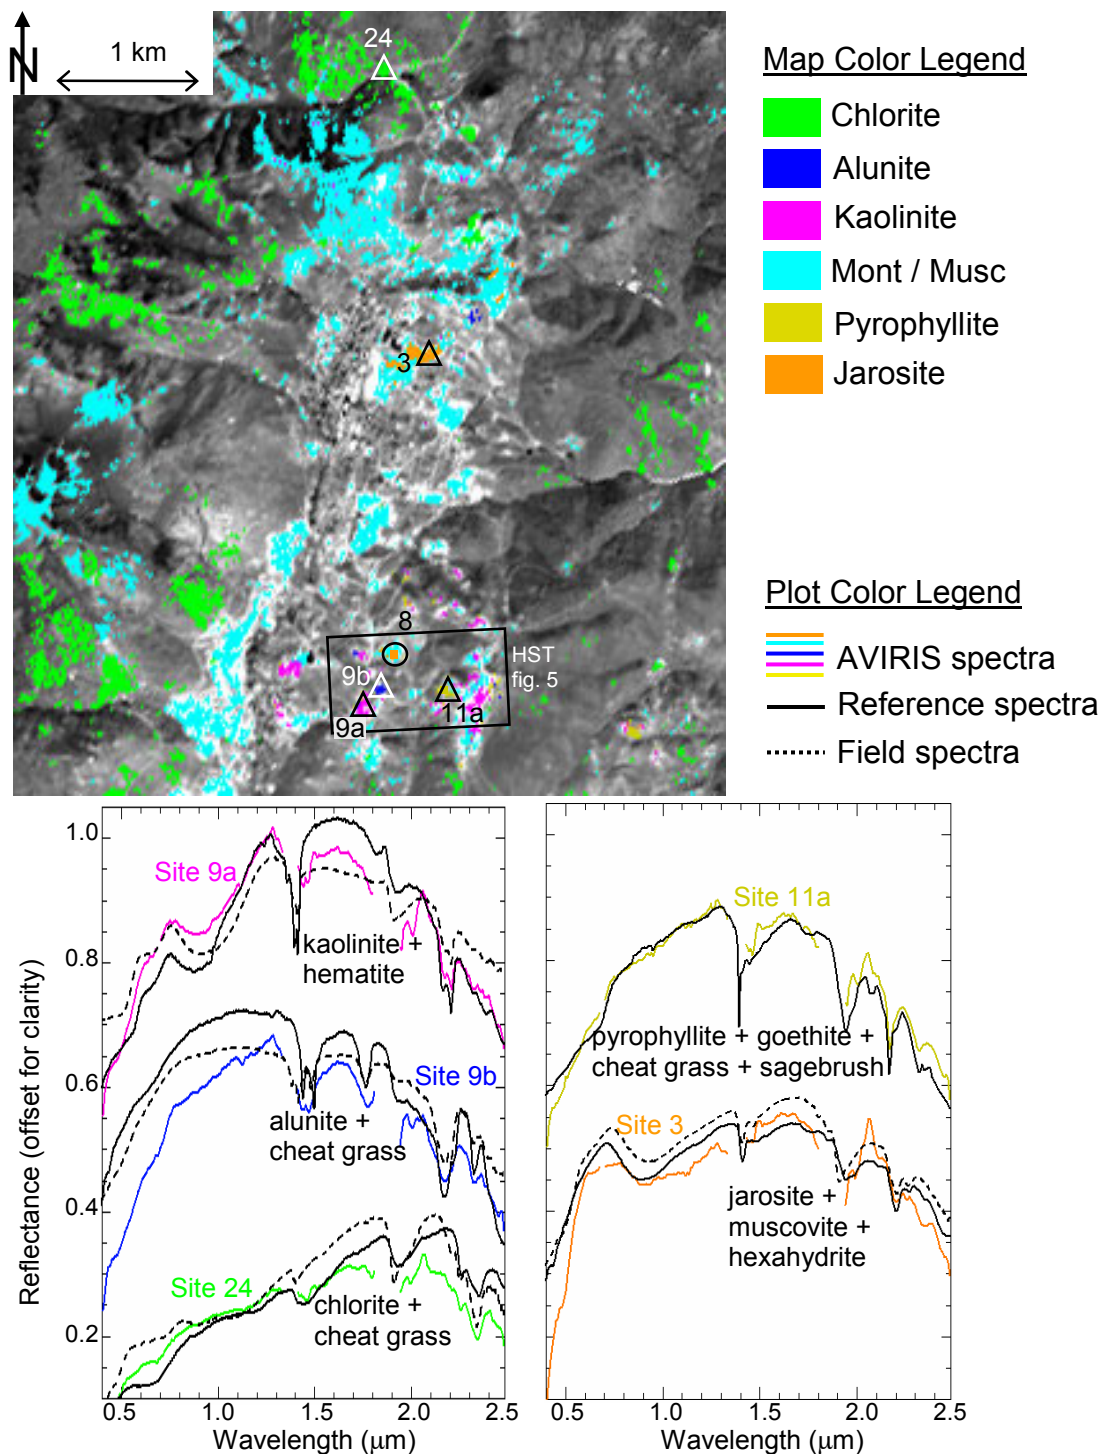 N
1 km
24
3
8
9b
9a
11a
HST
fig. 5
Map Color Legend
Chlorite
Alunite
Kaolinite
Mont / Musc
Pyrophyllite
Jarosite
Plot Color Legend
AVIRIS spectra
Reference spectra
Field spectra
Reflectance (offset for clarity)
1.0
0.8
0.6
0.4
0.2
Site 9a
kaolinite +
hematite
Site 9b
alunite +
cheat grass
Site 24
chlorite +
cheat grass
0.5 1.0 1.5 2.0 2.5
Wavelength (μm)
Site 11a
pyrophyllite + goethite +
cheat grass + sagebrush
Site 3
jarosite +
muscovite +
hexahydrite
0.5 1.0 1.5 2.0 2.5
Wavelength (μm)